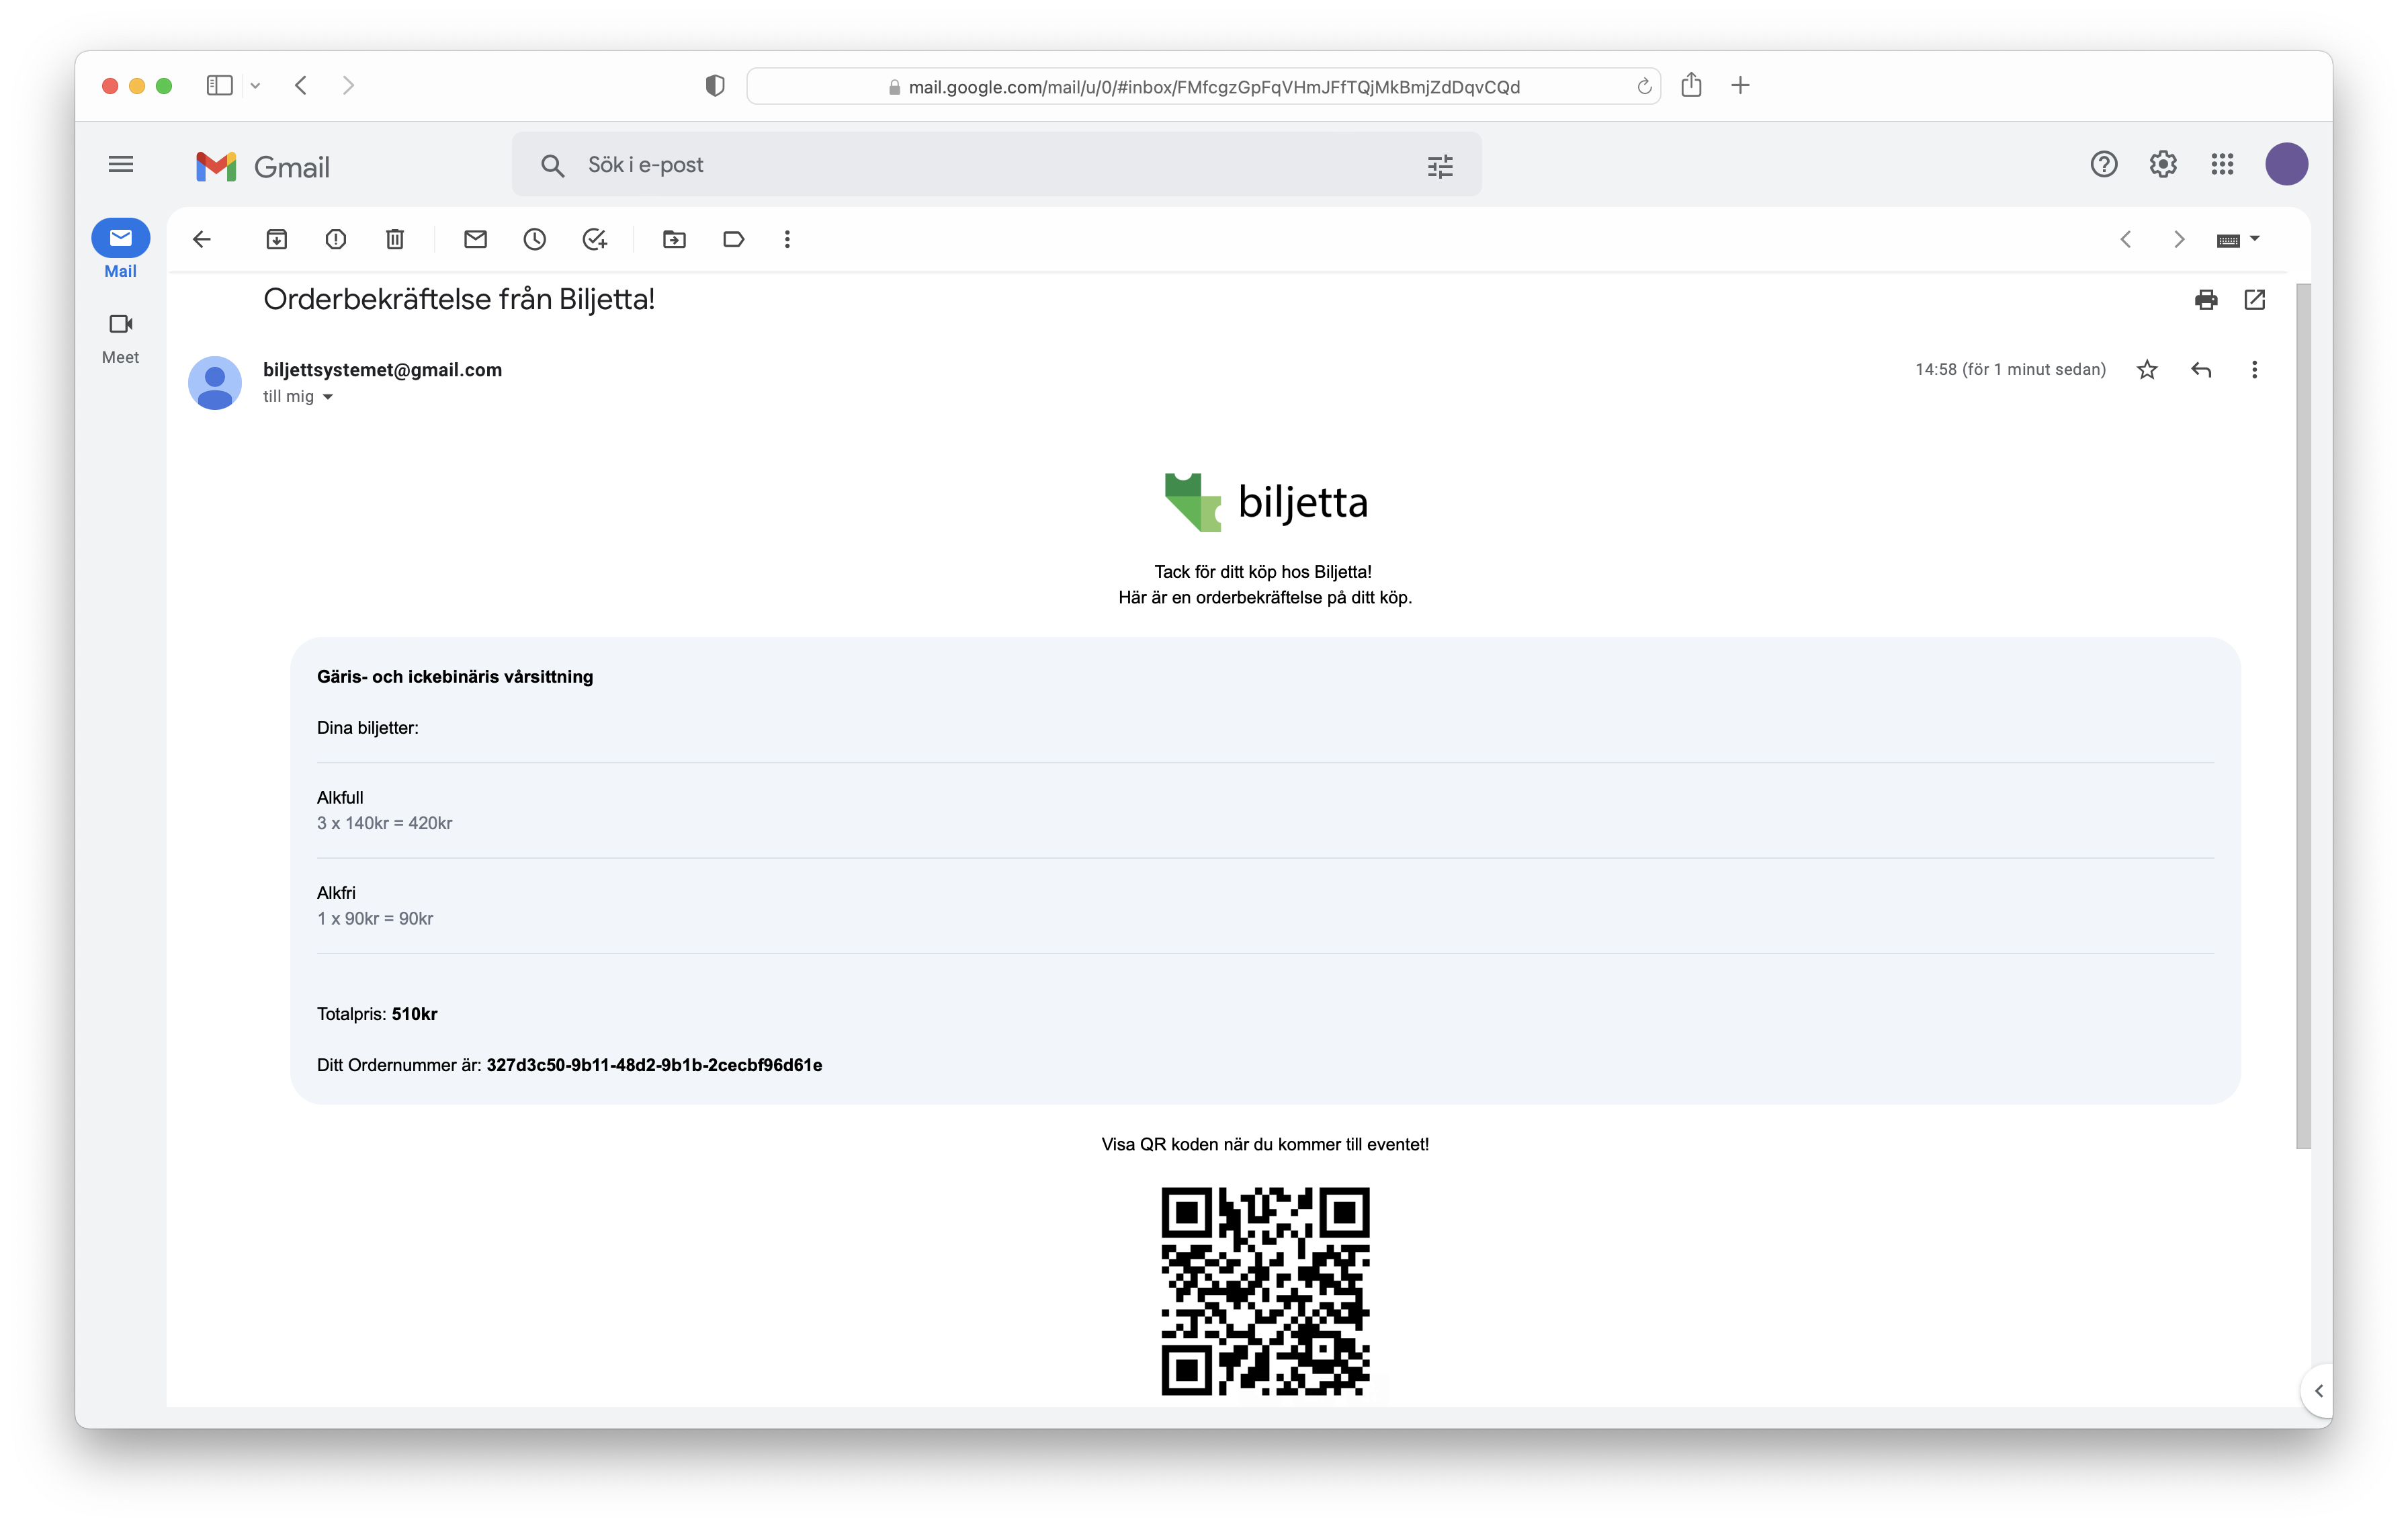 mail.google.com/mail/u/0/#inbox/FMfcgzGpFqVHmJFfTQjMkBmjZdDqvCQd
Gmail
Sök i e-post
Mail
Meet
Orderbekräftelse från Biljetta!
biljettsystemet@gmail.com
14:58 (för 1 minut sedan)
till mig
biljetta
Tack för ditt köp hos Biljetta!
Här är en orderbekräftelse på ditt köp.
Gäris- och ickebinäris vårsittning
Dina biljetter:
Alkfull
3 x 140kr = 420kr
Alkfri
1 x 90kr = 90kr
Totalpris: 510kr
Ditt Ordernummer är: 327d3c50-9b11-48d2-9b1b-2cecbf96d61e
Visa QR koden när du kommer till eventet!